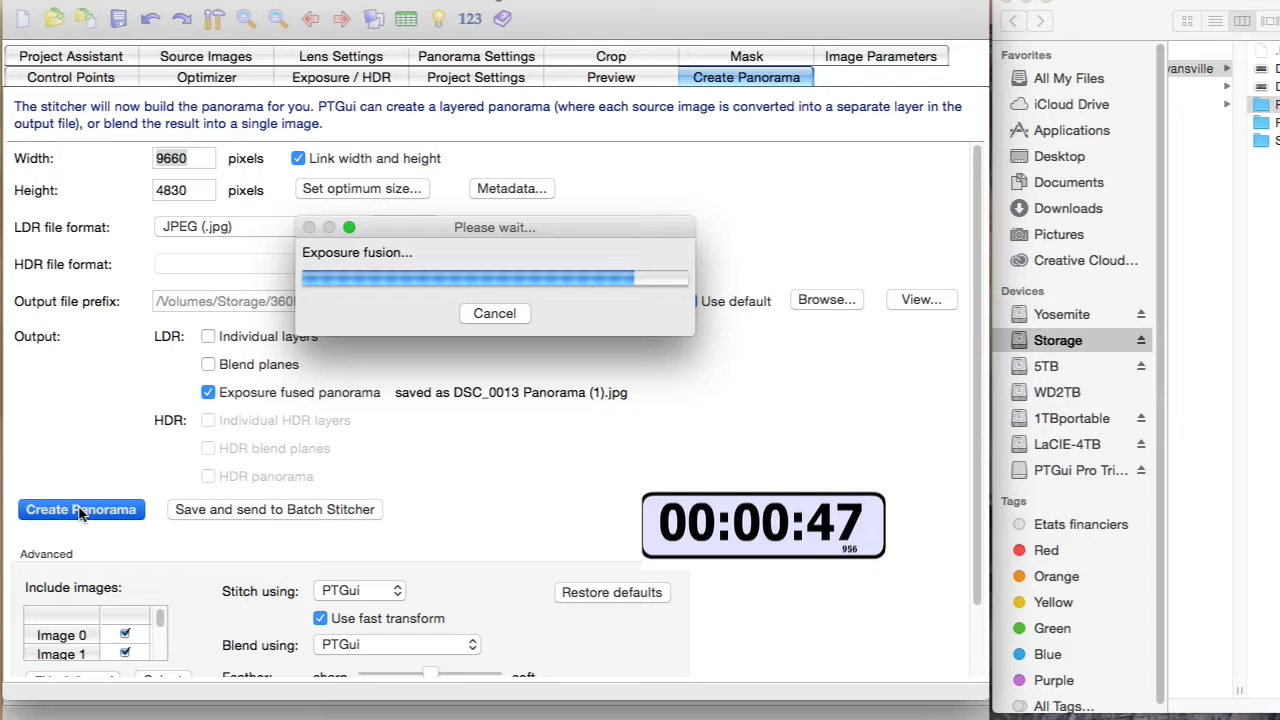 123
Project Assistant
Source Images
Lens Settings
Panorama Settings
Crop
Mask
Image Parameters
Control Points
Optimizer
Exposure / HDR
Project Settings
Preview
Create Panorama
The stitcher will now build the panorama for you. PTGui can create a layered panorama (where each source image is converted into a separate layer in the
output file), or blend the result into a single image.
Width: 9660 pixels Link width and height
Height: 4830 pixels Set optimum size... Metadata...
LDR file format: JPEG (.jpg)
HDR file format:
Output file prefix: /Volumes/Storage/360 Use default Browse... View...
Please wait...
Exposure fusion...
Cancel
Output: LDR: Individual layers
Blend planes
Exposure fused panorama saved as DSC_0013 Panorama (1).jpg
HDR: Individual HDR layers
HDR blend planes
HDR panorama
Create Panorama Save and send to Batch Stitcher
00:00:47
956
Advanced
Include images:
Image 0
Image 1
Stitch using: PTGui
Restore defaults
Use fast transform
Blend using: PTGui
Feather: sharp soft
Favorites
All My Files
iCloud Drive
Applications
Desktop
Documents
Downloads
Pictures
Creative Cloud...
Devices
Yosemite
Storage
5TB
WD2TB
1TBportable
LaCIE-4TB
PTGui Pro Tri...
Tags
Etats financiers
Red
Orange
Yellow
Green
Blue
Purple
All Tags...
vansville